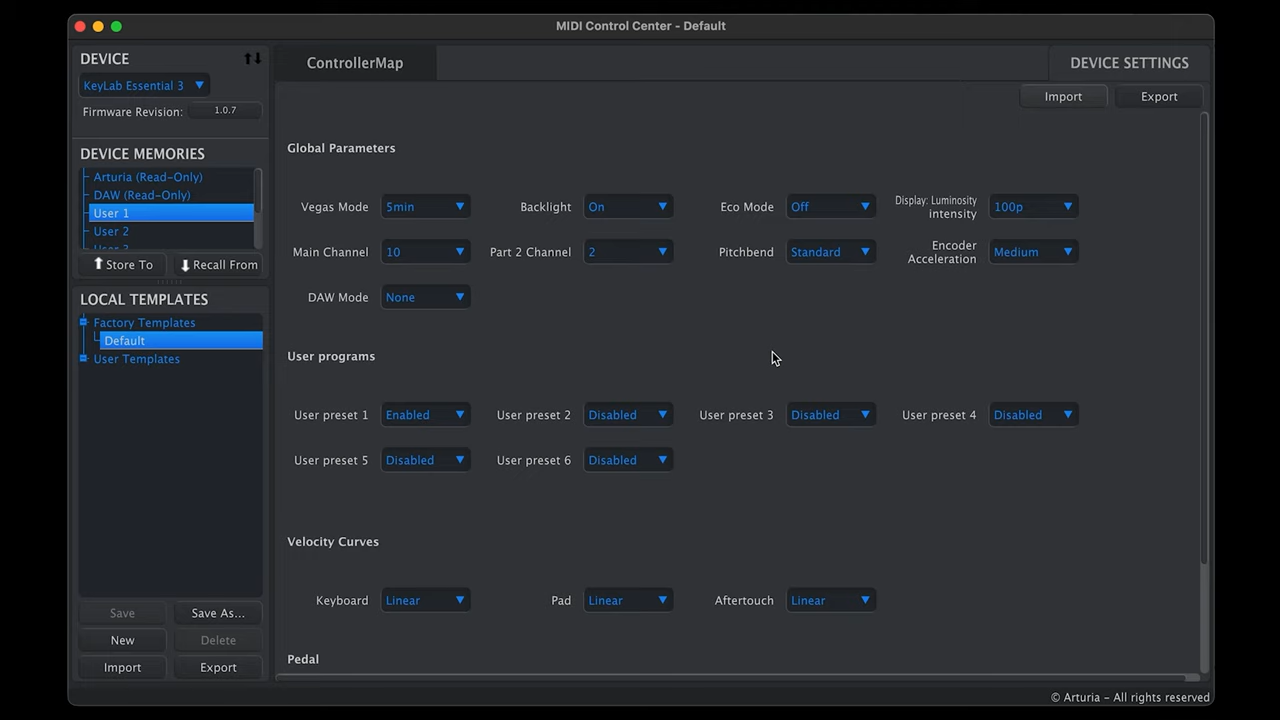 MIDI Control Center - Default
DEVICE
KeyLab Essential 3
Firmware Revision: 1.0.7
DEVICE MEMORIES
Arturia (Read-Only)
DAW (Read-Only)
User 1
User 2
User 3
Store To
Recall From
LOCAL TEMPLATES
Factory Templates
Default
User Templates
Save
Save As...
New
Delete
Import
Export
ControllerMap
DEVICE SETTINGS
Import
Export
Global Parameters
Vegas Mode 5min
Backlight On
Eco Mode Off
Display: Luminosity
intensity
100p
Main Channel 10
Part 2 Channel 2
Pitchbend Standard
Encoder
Acceleration
Medium
DAW Mode None
User programs
User preset 1 Enabled
User preset 2 Disabled
User preset 3 Disabled
User preset 4 Disabled
User preset 5 Disabled
User preset 6 Disabled
Velocity Curves
Keyboard Linear
Pad Linear
Aftertouch Linear
Pedal
© Arturia - All rights reserved